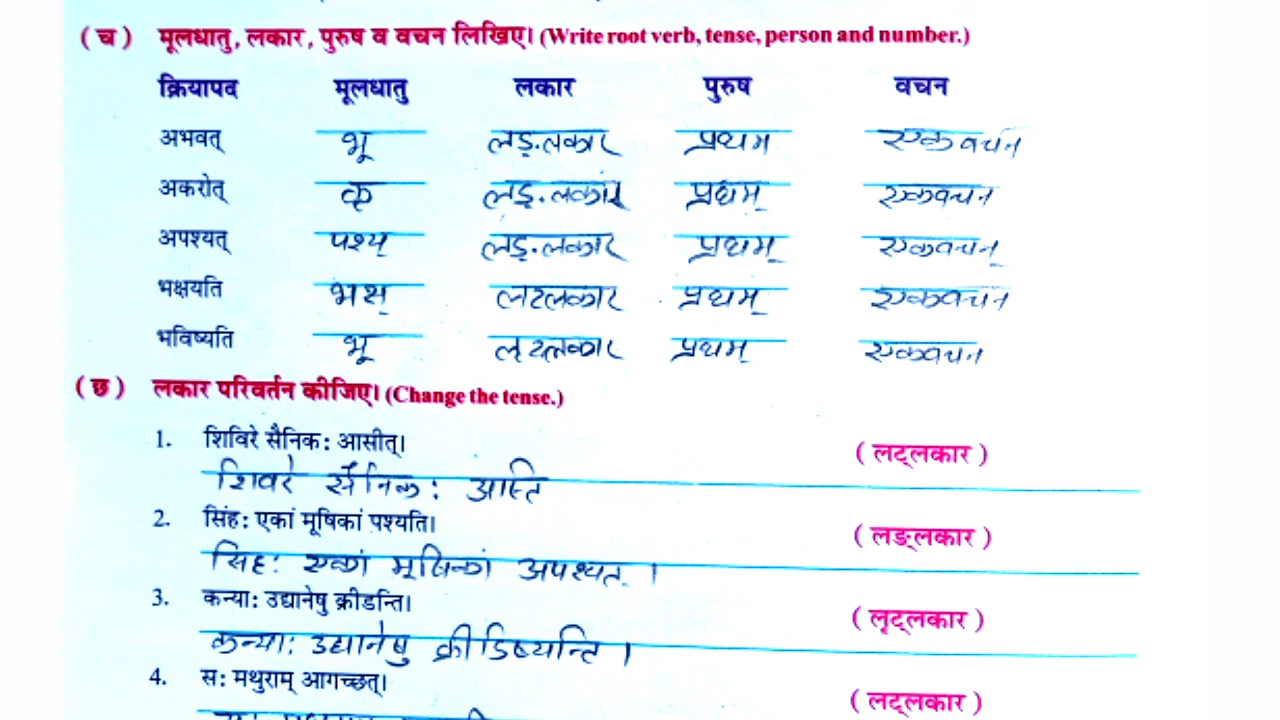 (च) मूलधातु, लकार, पुरुष व वचन लिखिए। (Write root verb, tense, person and number.)
क्रियापद मूलधातु लकार पुरुष वचन
अभवत् भू लङ्लकार प्रथम एकवचन
अकरोत् कृ लङ्.लकार प्रथम् एकवचन
अपश्यत् पश्य् लङ्.लकार प्रथम् एकवचन्
भक्षयति भक्ष् लटलकार प्रथम् एकवचन
भविष्यति भू लृटलकार प्रथम् एकवचन
(छ) लकार परिवर्तन कीजिए। (Change the tense.)
1. शिविरे सैनिक: आसीत्। (लट्लकार)
शिवरे सैनिक: अस्ति
2. सिंह: एकां मूषिकां पश्यति। (लङ्लकार)
सिंह: एकां मूषिकां अपश्यत् ।
3. कन्या: उद्यानेषु क्रीडन्ति। (लृट्लकार)
कन्या: उद्यानेषु क्रीडिष्यन्ति ।
4. स: मथुराम् आगच्छत्। (लट्लकार)